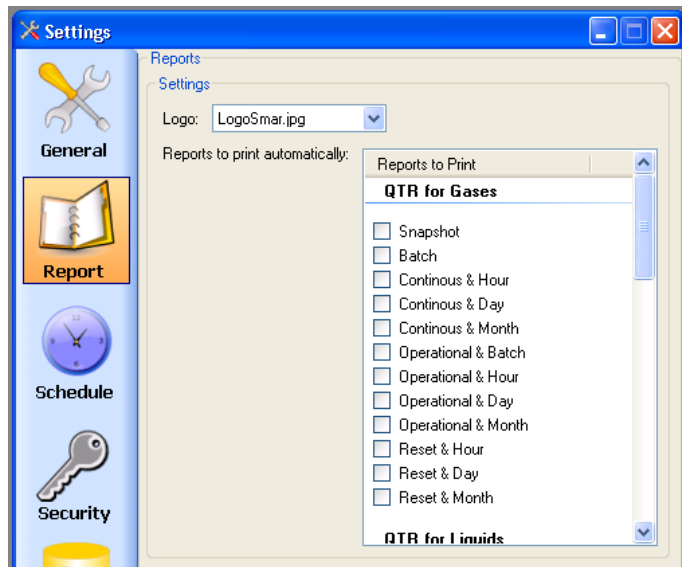 Settings
Reports
Settings
Logo: LogoSmar.jpg
General
Reports to print automatically:
Reports to Print
QTR for Gases
Snapshot
Batch
Continous & Hour
Report
Continous & Day
Continous & Month
Operational & Batch
Operational & Hour
Schedule
Operational & Day
Operational & Month
Reset & Hour
Reset & Day
Reset & Month
Security
QTR for Liquids